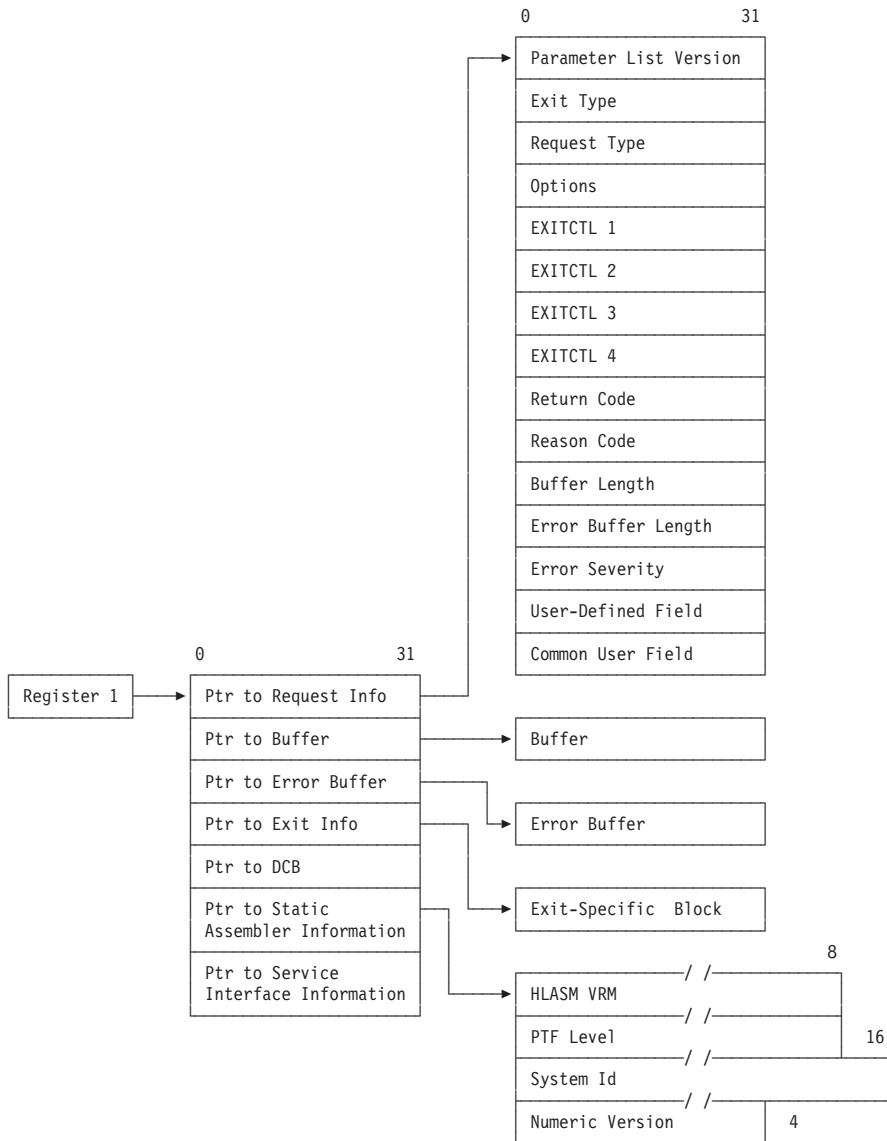 0 31
Parameter List Version
Exit Type
Request Type
Options
EXITCTL 1
EXITCTL 2
EXITCTL 3
EXITCTL 4
Return Code
Reason Code
Buffer Length
Error Buffer Length
Error Severity
User-Defined Field
Common User Field
0 31
Register 1
Ptr to Request Info
Ptr to Buffer
Ptr to Error Buffer
Ptr to Exit Info
Ptr to DCB
Ptr to Static
Assembler Information
Ptr to Service
Interface Information
Buffer
Error Buffer
Exit-Specific Block
8
HLASM VRM
PTF Level 16
System Id
Numeric Version 4